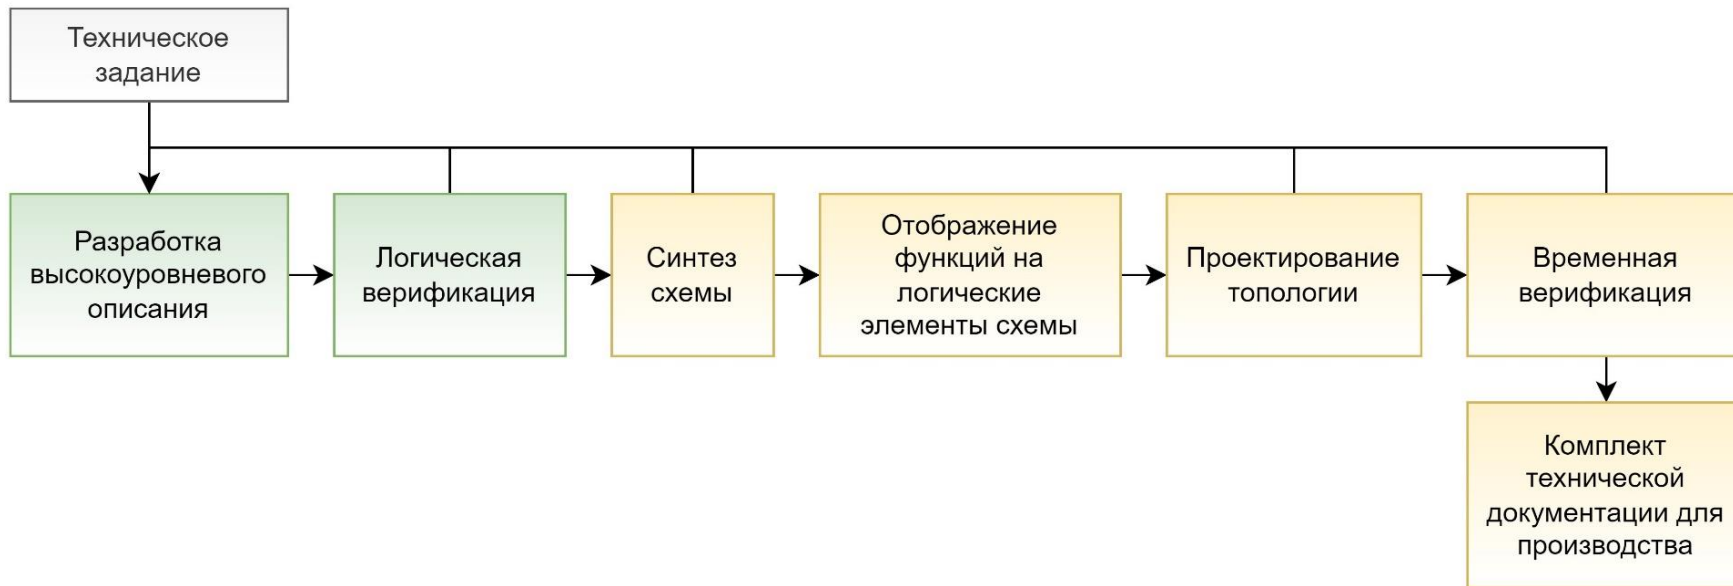 Техническое
задание
Разработка
высокоуровневого
описания
Логическая
верификация
Синтез
схемы
Отображение
функций на
логические
элементы схемы
Проектирование
топологии
Временная
верификация
Комплект
технической
документации для
производства